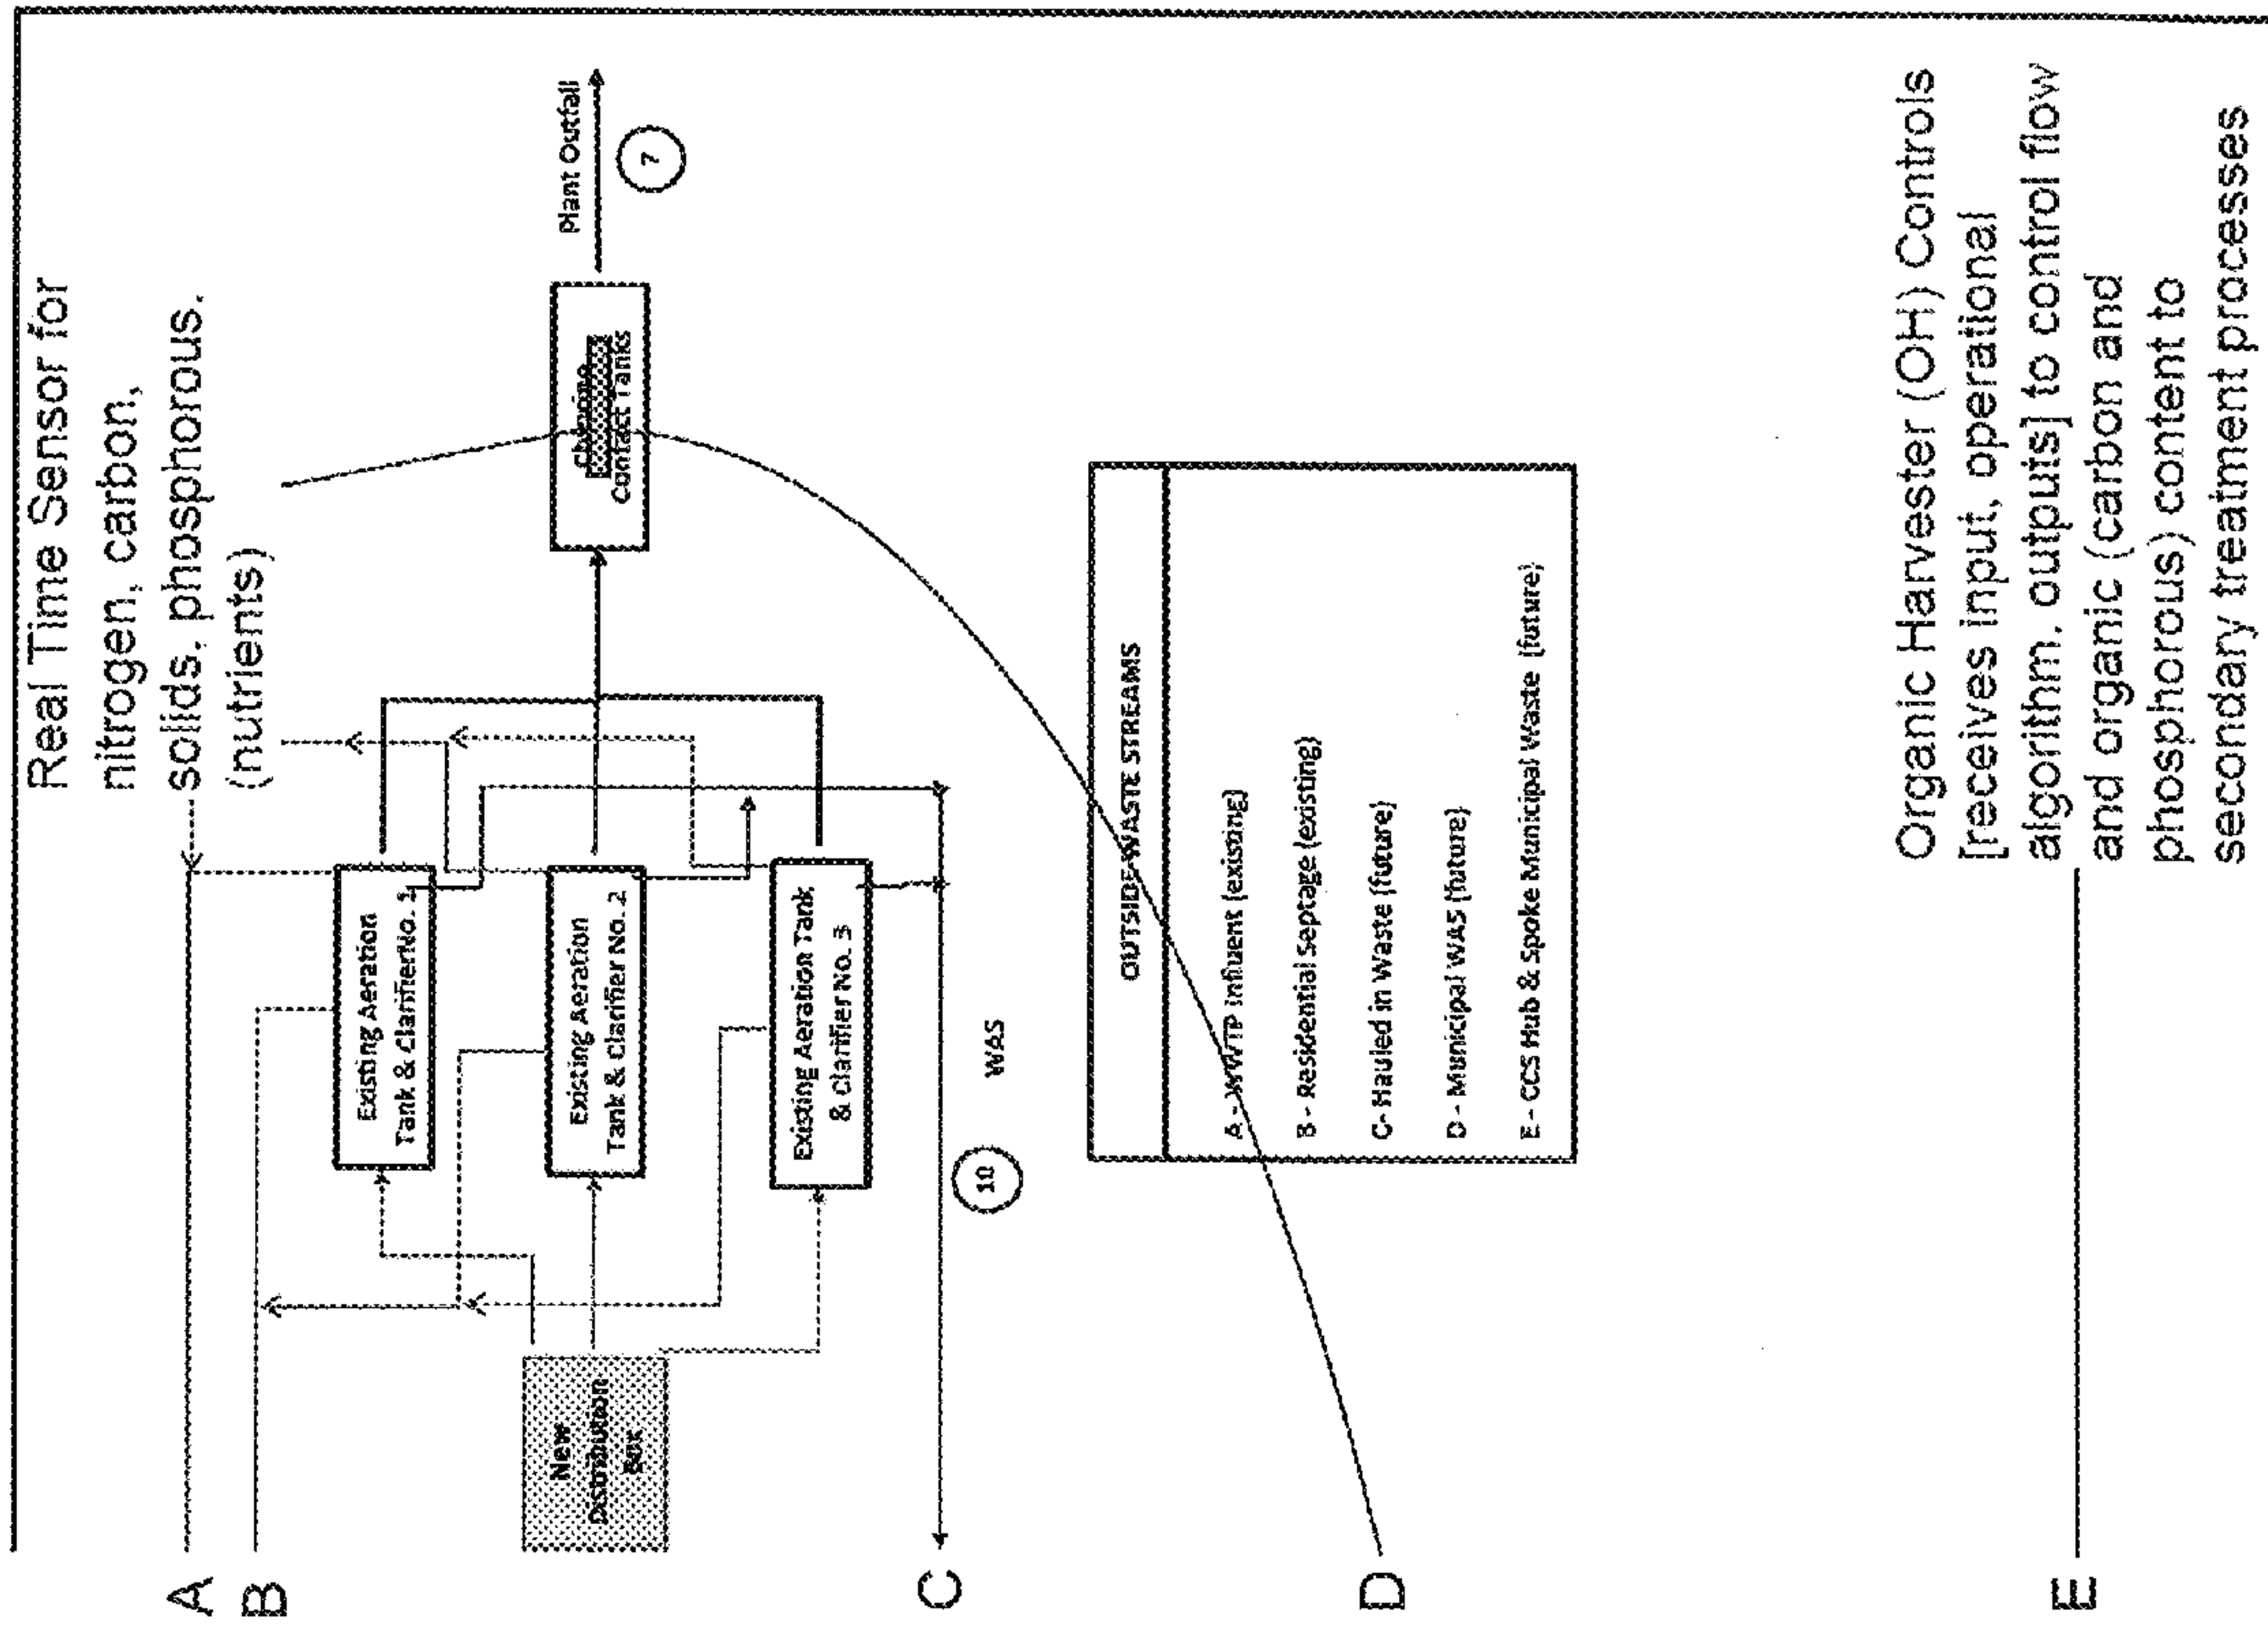 Real Time Sensor for
nitrogen, carbon,
solids, phosphorous.
(nutrients)
A
B
Existing Aeration
Tank & Clarifier No. 1
New
Distribution
Box
Existing Aeration
Tank & Clarifier No. 2
Existing Aeration Tank
& Clarifier No. 3
Chlorine
Contact Tanks
Plant Outfall
7
C
10
WAS
D
OUTSIDE WASTE STREAMS
A - WWTP Influent (existing)
B - Residential Septage (existing)
C- Hauled in Waste (future)
D - Municipal WAS (future)
E - CCS Hub & Spoke Municipal Waste (future)
E
Organic Harvester (OH) Controls
[receives input, operational
algorithm, outputs] to control flow
and organic (carbon and
phosphorous) content to
secondary treatment processes